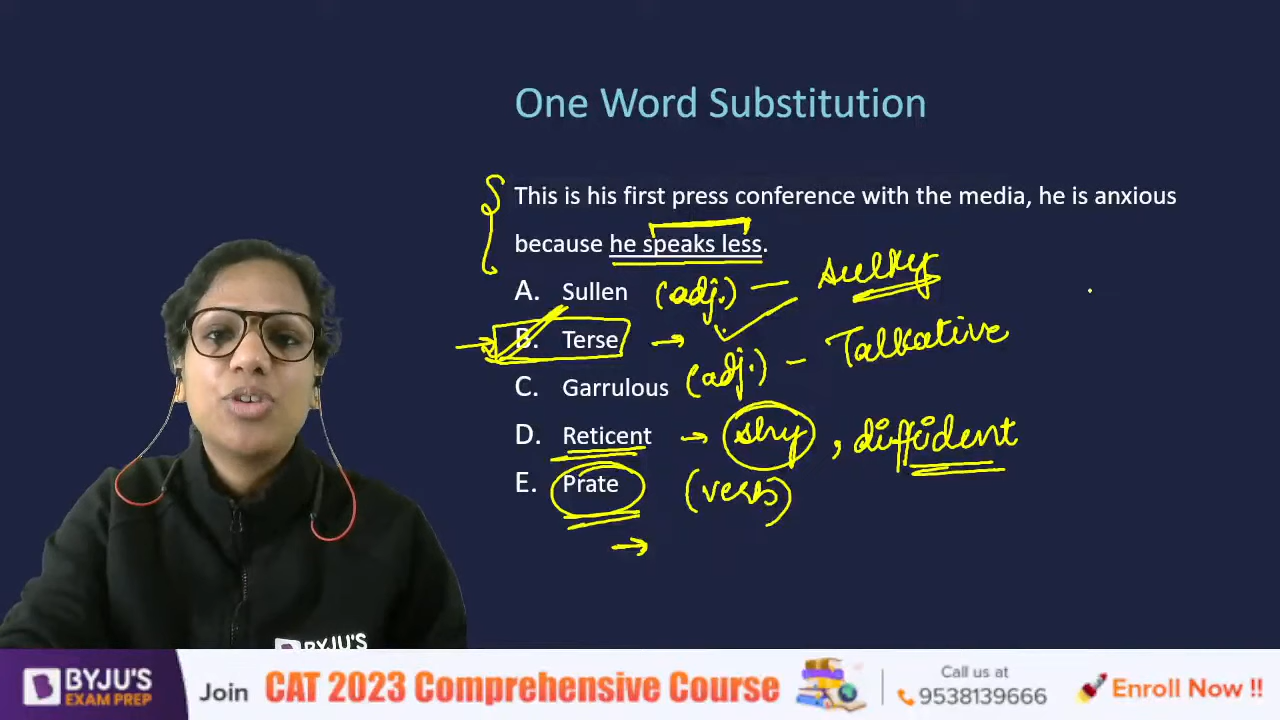 One Word Substitution
This is his first press conference with the media, he is anxious
because he speaks less.
A. Sullen (adj.) – sulky
B. Terse →
C. Garrulous (adj.) – Talkative
D. Reticent → shy, diffident
E. Prate (verb)
→
BYJU'S
BYJU'S
EXAM PREP
Join CAT 2023 Comprehensive Course
Call us at
9538139666
Enroll Now !!